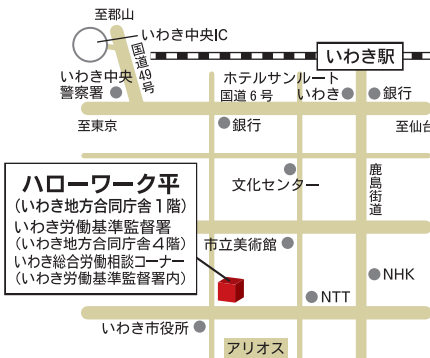 至郡山
いわき中央IC
国道49号
いわき駅
いわき中央
警察署
ホテルサンルート
国道6号
いわき
銀行
至東京
銀行
至仙台
ハローワーク平
(いわき地方合同庁舎1階)
いわき労働基準監督署
(いわき地方合同庁舎4階)
いわき総合労働相談コーナー
(いわき労働基準監督署内)
文化センター
鹿島街道
市立美術館
NHK
NTT
いわき市役所
アリオス